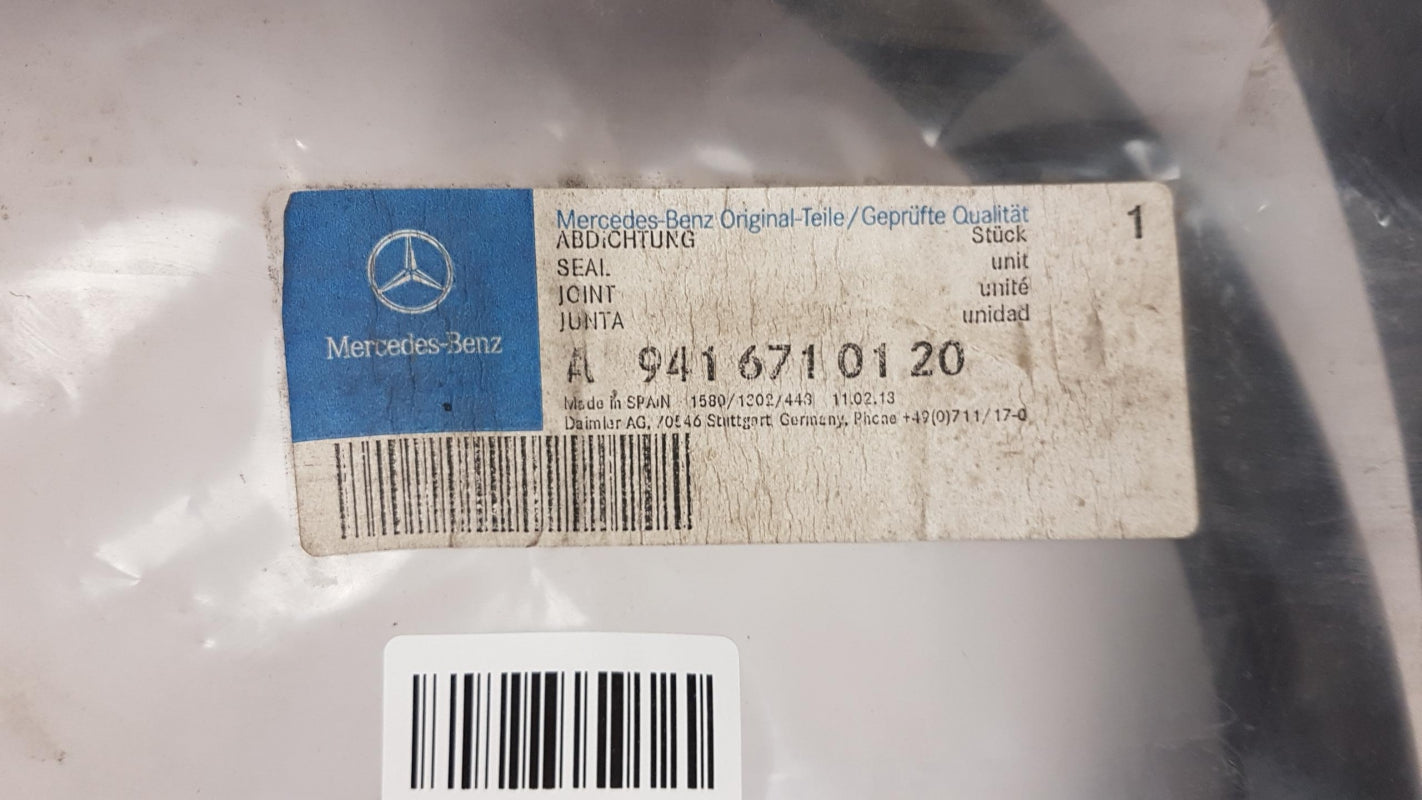 Mercedes-Benz
Mercedes-Benz Original-Teile/Geprüfte Qualität 1
ABDICHTUNG Stück
SEAL unit
JOINT unité
JUNTA unidad
A 941 671 01 20
Made in SPAIN 1580/1302/443 11.02.13
Daimler AG, 70546 Stuttgart Germany, Phone +49(0)711/17-0